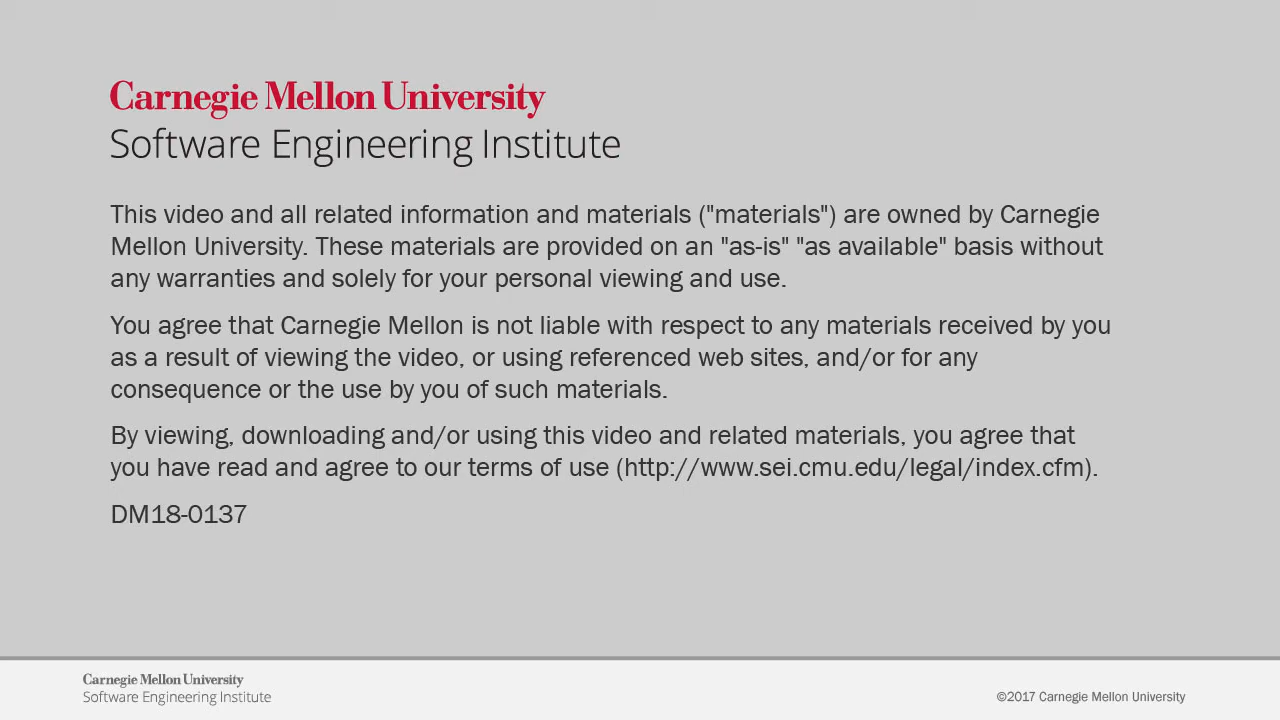 Carnegie Mellon University
Software Engineering Institute
This video and all related information and materials ("materials") are owned by Carnegie
Mellon University. These materials are provided on an "as-is" "as available" basis without
any warranties and solely for your personal viewing and use.
You agree that Carnegie Mellon is not liable with respect to any materials received by you
as a result of viewing the video, or using referenced web sites, and/or for any
consequence or the use by you of such materials.
By viewing, downloading and/or using this video and related materials, you agree that
you have read and agree to our terms of use (http://www.sei.cmu.edu/legal/index.cfm).
DM18-0137
Carnegie Mellon University
Software Engineering Institute
©2017 Carnegie Mellon University